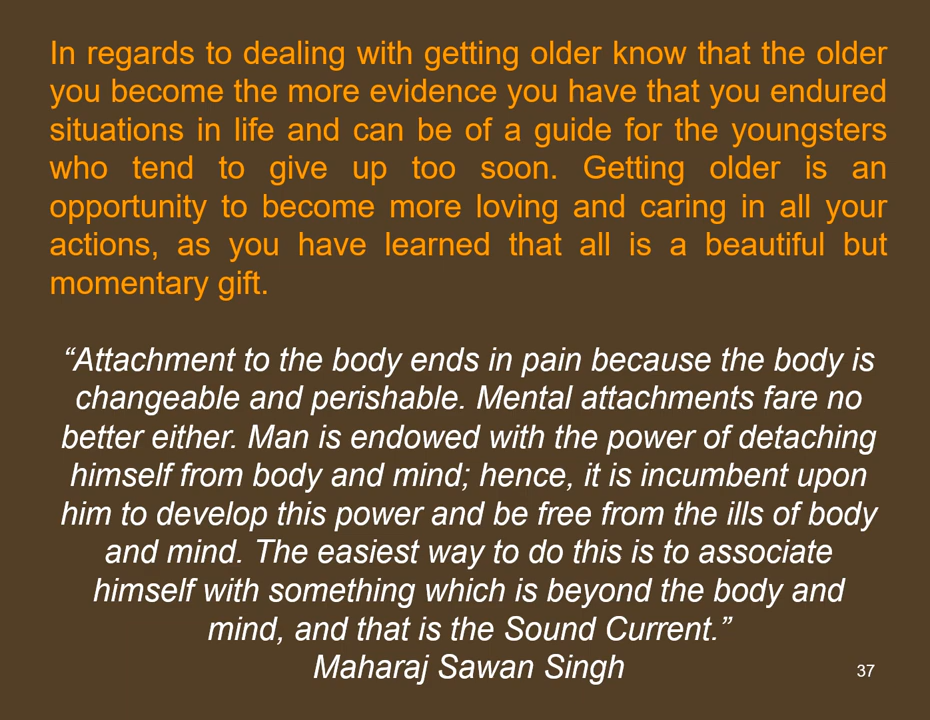 In regards to dealing with getting older know that the older
you become the more evidence you have that you endured
situations in life and can be of a guide for the youngsters
who tend to give up too soon. Getting older is an
opportunity to become more loving and caring in all your
actions, as you have learned that all is a beautiful but
momentary gift.
“Attachment to the body ends in pain because the body is
changeable and perishable. Mental attachments fare no
better either. Man is endowed with the power of detaching
himself from body and mind; hence, it is incumbent upon
him to develop this power and be free from the ills of body
and mind. The easiest way to do this is to associate
himself with something which is beyond the body and
mind, and that is the Sound Current.”
Maharaj Sawan Singh
37